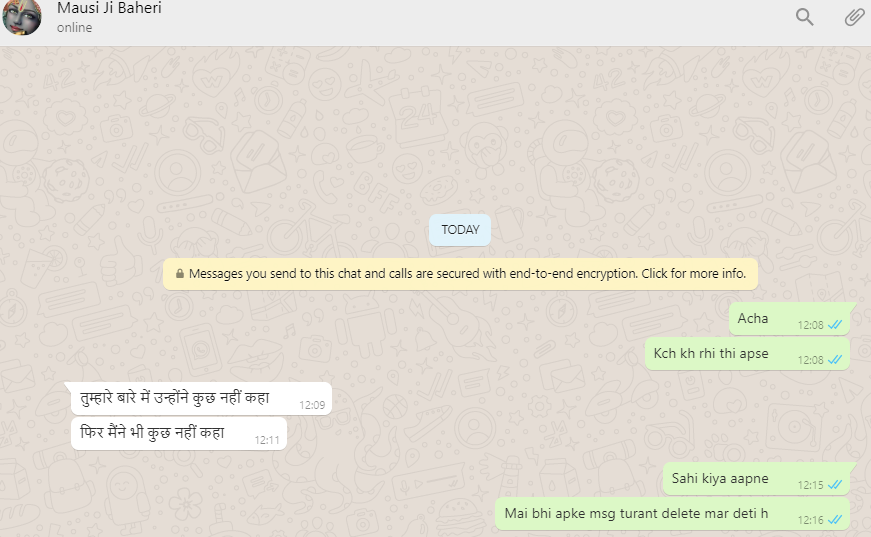 Mausi Ji Baheri
online
TODAY
Messages you send to this chat and calls are secured with end-to-end encryption. Click for more info.
Acha 12:08
Kch kh rhi thi apse 12:08
तुम्हारे बारे में उन्होंने कुछ नहीं कहा 12:09
फिर मैंने भी कुछ नहीं कहा 12:11
Sahi kiya aapne 12:15
Mai bhi apke msg turant delete mar deti h 12:16